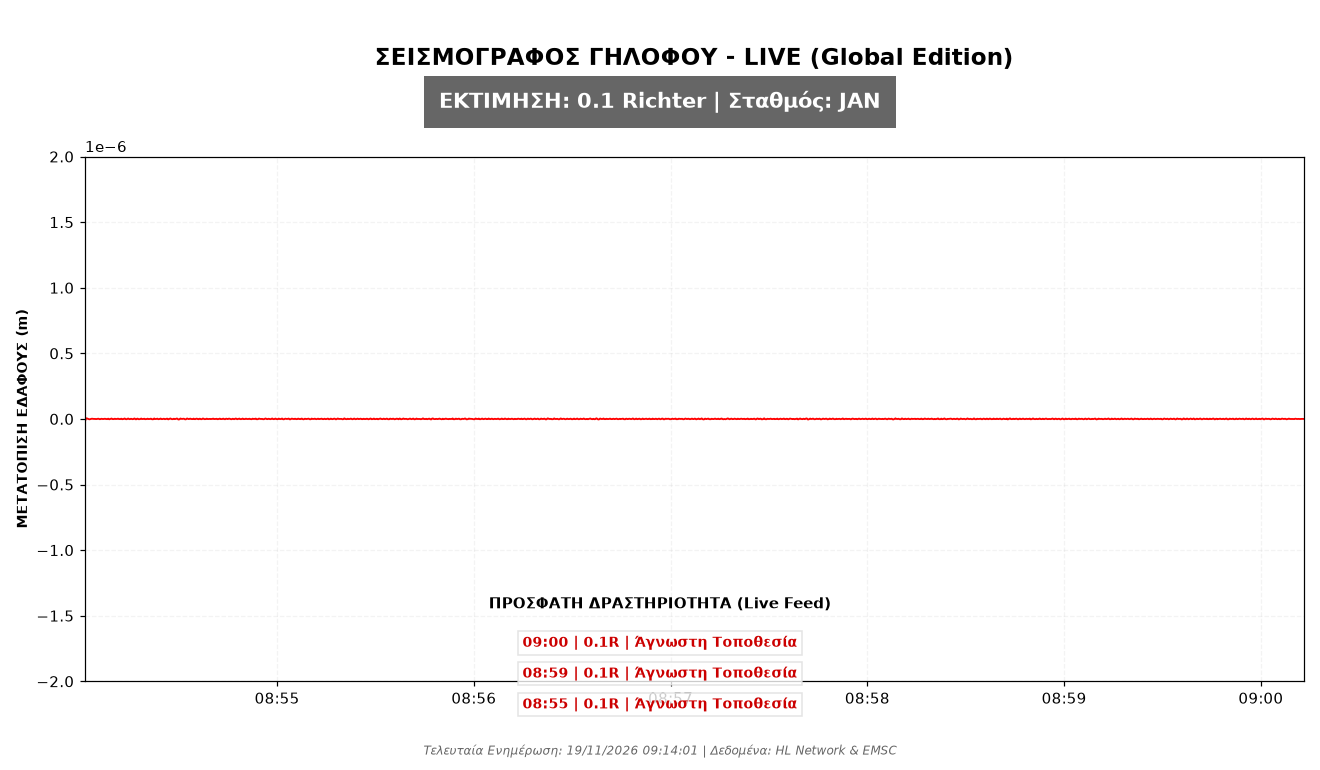 ΣΕΙΣΜΟΓΡΑΦΟΣ ΓΗΛΟΦΟΥ - LIVE (Global Edition)
ΕΚΤΙΜΗΣΗ: 0.1 Richter | Σταθμός: JAN
1e−6
2.0
1.5
1.0
0.5
0.0
−0.5
−1.0
−1.5
−2.0
ΜΕΤΑΤΟΠΙΣΗ ΕΔΑΦΟΥΣ (m)
ΠΡΟΣΦΑΤΗ ΔΡΑΣΤΗΡΙΟΤΗΤΑ (Live Feed)
09:00 | 0.1R | Άγνωστη Τοποθεσία
08:59 | 0.1R | Άγνωστη Τοποθεσία
08:55 | 0.1R | Άγνωστη Τοποθεσία
08:55 08:56 08:57 08:58 08:59 09:00
Τελευταία Ενημέρωση: 19/11/2026 09:14:01 | Δεδομένα: HL Network & EMSC